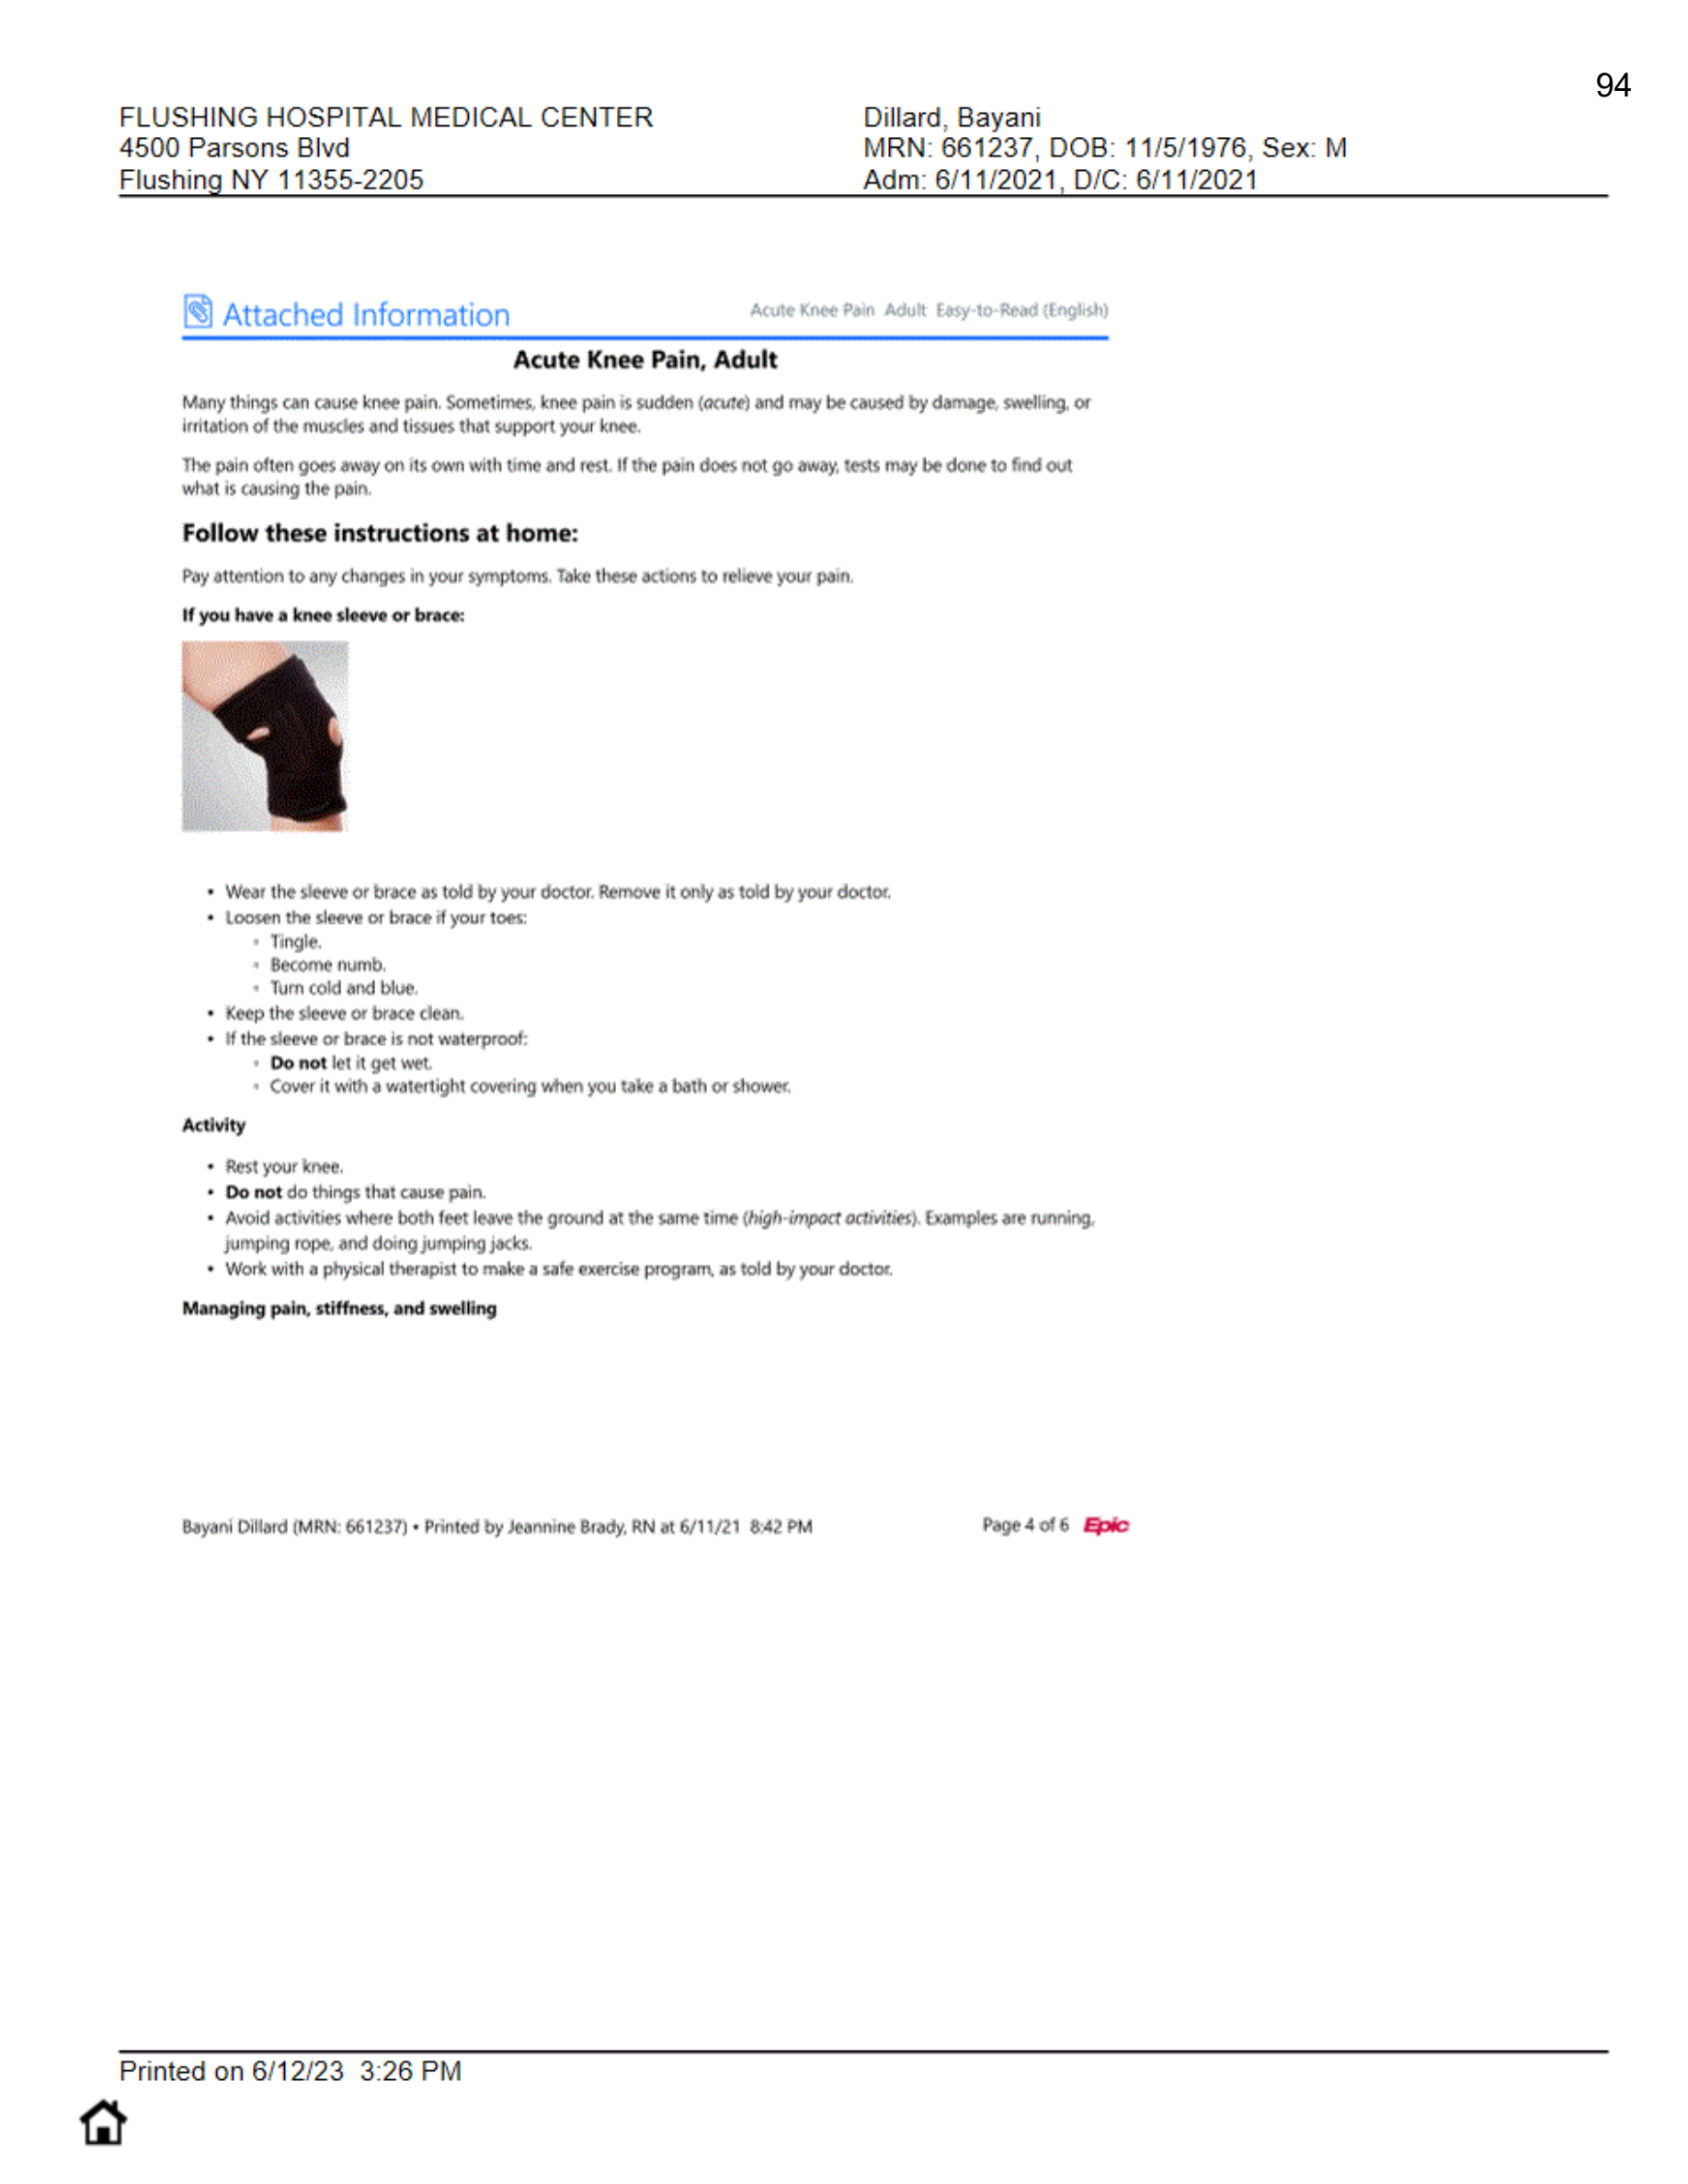 94
FLUSHING HOSPITAL MEDICAL CENTER
4500 Parsons Blvd
Flushing NY 11355-2205
Dillard, Bayani
MRN: 661237, DOB: 11/5/1976, Sex: M
Adm: 6/11/2021, D/C: 6/11/2021
Attached Information
Acute Knee Pain Adult Easy-to-Read (English)
Acute Knee Pain, Adult
Many things can cause knee pain. Sometimes, knee pain is sudden (acute) and may be caused by damage, swelling, or
irritation of the muscles and tissues that support your knee.
The pain often goes away on its own with time and rest. If the pain does not go away, tests may be done to find out
what is causing the pain.
Follow these instructions at home:
Pay attention to any changes in your symptoms. Take these actions to relieve your pain.
If you have a knee sleeve or brace:
• Wear the sleeve or brace as told by your doctor. Remove it only as told by your doctor.
• Loosen the sleeve or brace if your toes:
◦ Tingle.
◦ Become numb.
◦ Turn cold and blue.
• Keep the sleeve or brace clean.
• If the sleeve or brace is not waterproof:
◦ Do not let it get wet.
◦ Cover it with a watertight covering when you take a bath or shower.
Activity
• Rest your knee.
• Do not do things that cause pain.
• Avoid activities where both feet leave the ground at the same time (high-impact activities). Examples are running,
jumping rope, and doing jumping jacks.
• Work with a physical therapist to make a safe exercise program, as told by your doctor.
Managing pain, stiffness, and swelling
Bayani Dillard (MRN: 661237) • Printed by Jeannine Brady, RN at 6/11/21 8:42 PM
Page 4 of 6 Epic
Printed on 6/12/23 3:26 PM